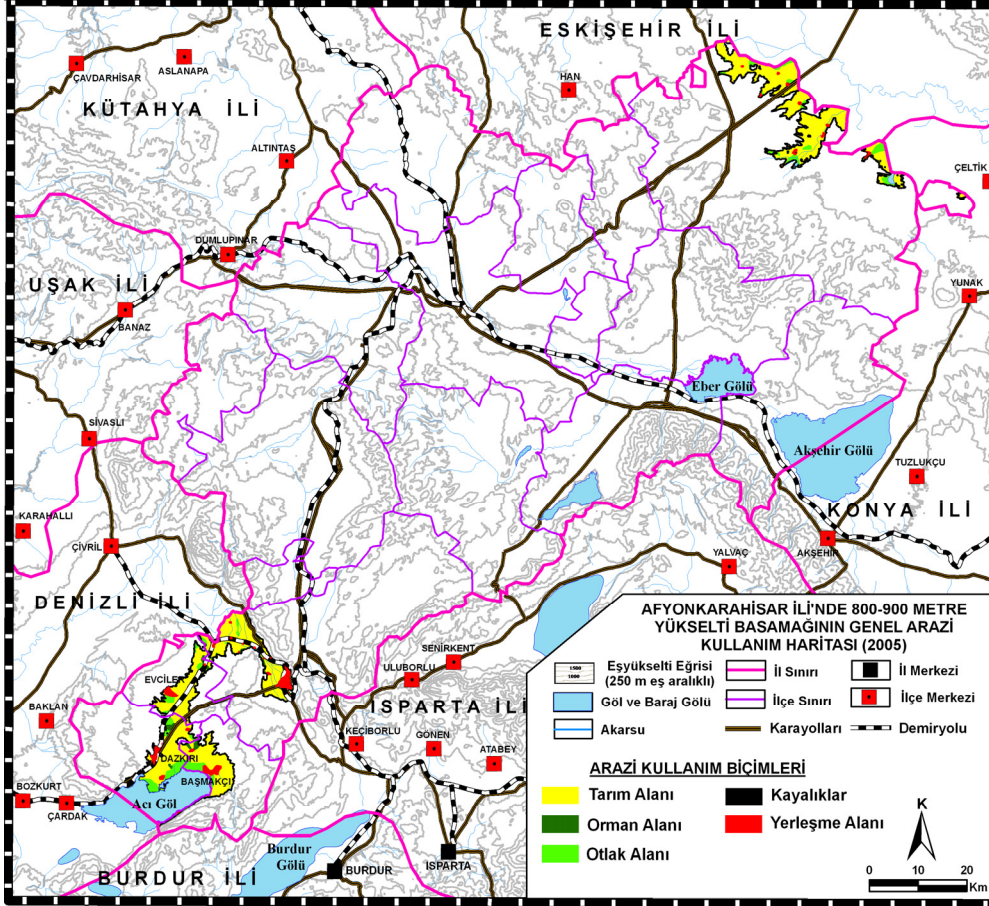 ESKİŞEHİR İLİ
ÇAVDARHİSAR
ASLANAPA
HAN
KÜTAHYA İLİ
ALTINTAŞ
ÇELTİK
DUMLUPINAR
UŞAK İLİ
YUNAK
BANAZ
Eber Gölü
SİVASLI
Akşehir Gölü
TUZLUKÇU
KARAHALLI
KONYA İLİ
ÇİVRİL
AKŞEHİR
YALVAÇ
DENİZLİ İLİ
SENİRKENT
ULUBORLU
EVCİLER
ISPARTA İLİ
BAKLAN
KEÇİBORLU
GÖNEN
ATABEY
DAZKIRI
BAŞMAKÇI
BOZKURT
Acı Göl
ÇARDAK
Burdur
Gölü
BURDUR
ISPARTA
BURDUR İLİ
AFYONKARAHİSAR İLİ'NDE 800-900 METRE
YÜKSELTİ BASAMAĞININ GENEL ARAZİ
KULLANIM HARİTASI (2005)
1500
1000
Eşyükselti Eğrisi
(250 m eş aralıklı)
İl Sınırı
İl Merkezi
Göl ve Baraj Gölü
İlçe Sınırı
İlçe Merkezi
Akarsu
Karayolları
Demiryolu
ARAZİ KULLANIM BİÇİMLERİ
Tarım Alanı
Kayalıklar
Orman Alanı
Yerleşme Alanı
Otlak Alanı
K
0 10 20
Km